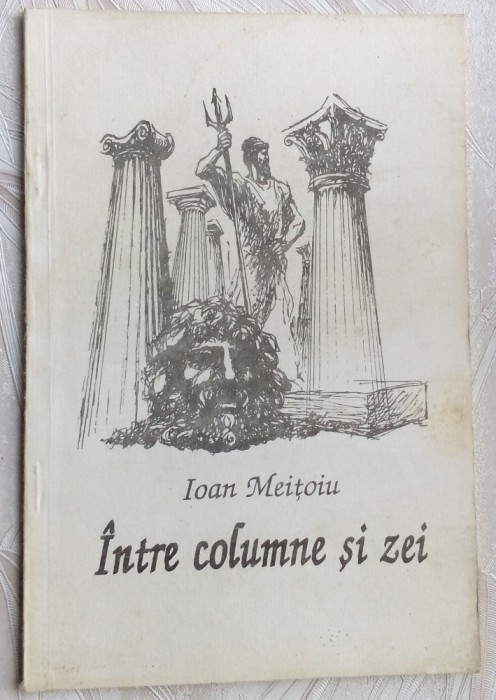 Ioan Meițoiu
Între columne și zei